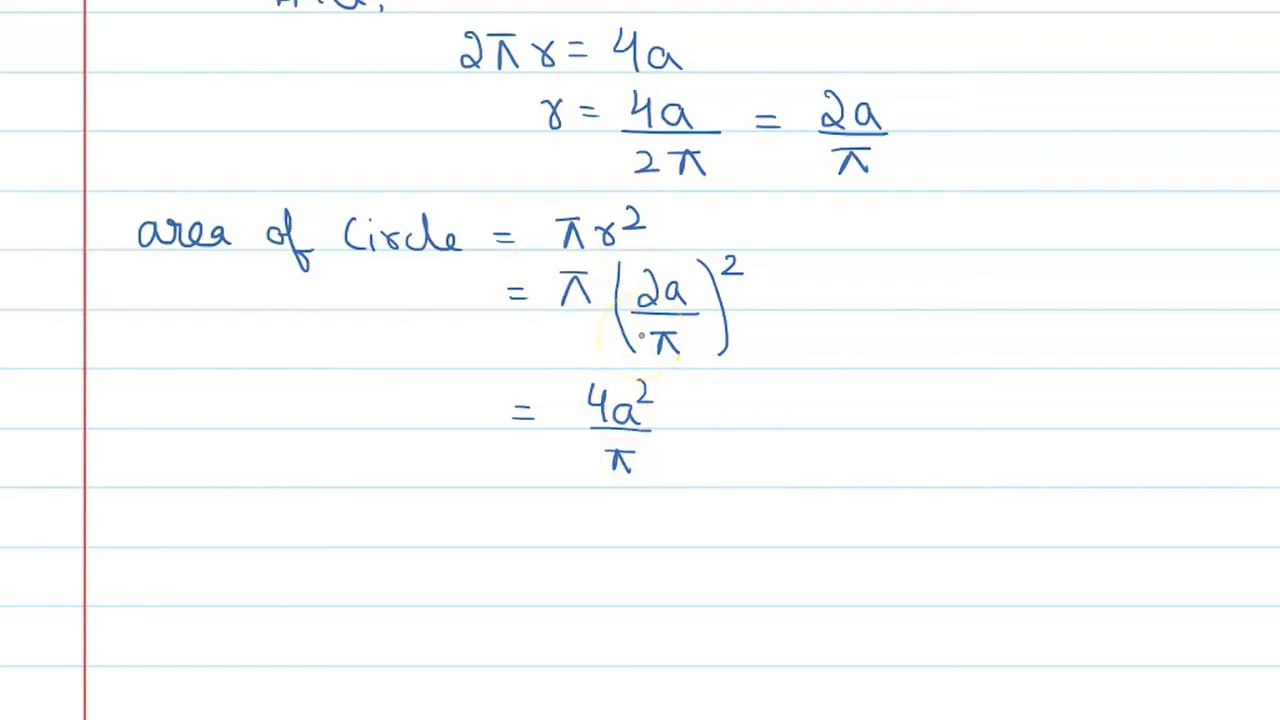 2πr = 4a
r = 4a/2π = 2a/π
area of Circle = πr²
= π(2a/π)²
= 4a²/π